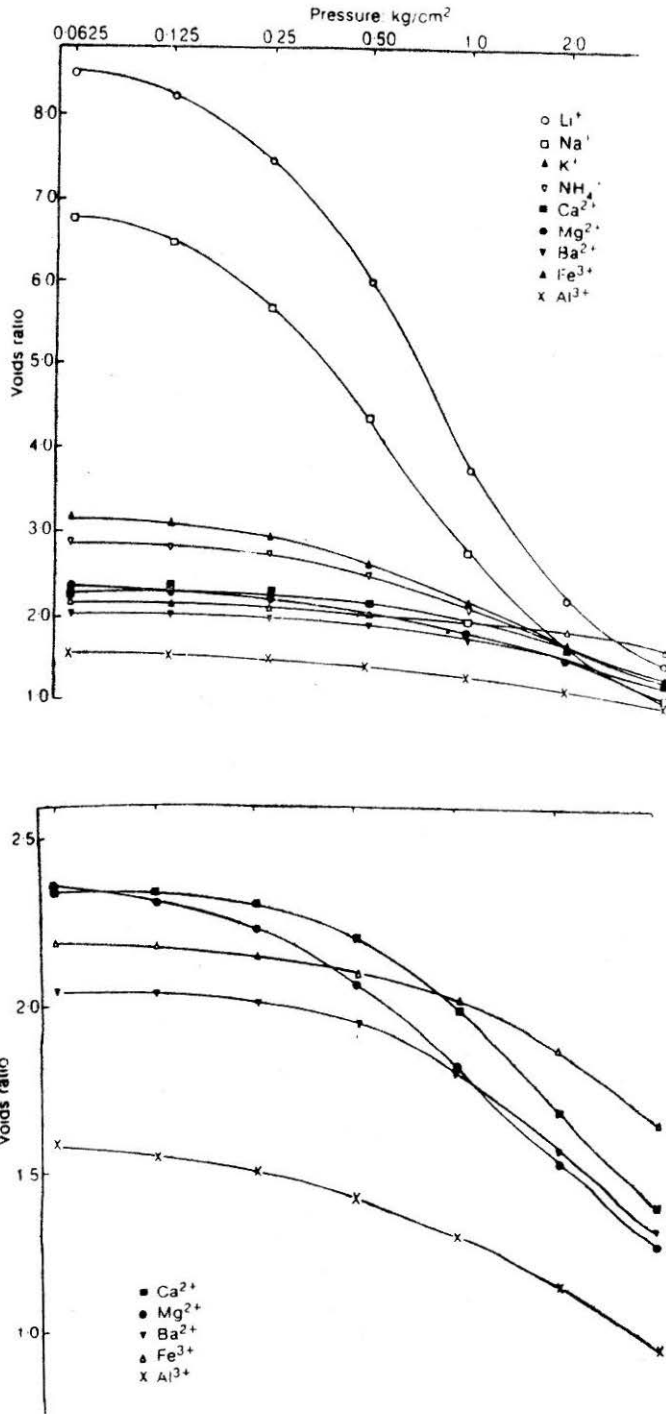 Pressure: kg/cm²
0·0625 0·125 0·25 0·50 1·0 2·0
8·0
7·0
6·0
5·0
4·0
3·0
2·0
1·0
Voids ratio
Li⁺
Na⁺
K⁺
NH₄⁺
Ca²⁺
Mg²⁺
Ba²⁺
Fe³⁺
Al³⁺
2·5
2·0
1·5
1·0
Voids ratio
Ca²⁺
Mg²⁺
Ba²⁺
Fe³⁺
Al³⁺